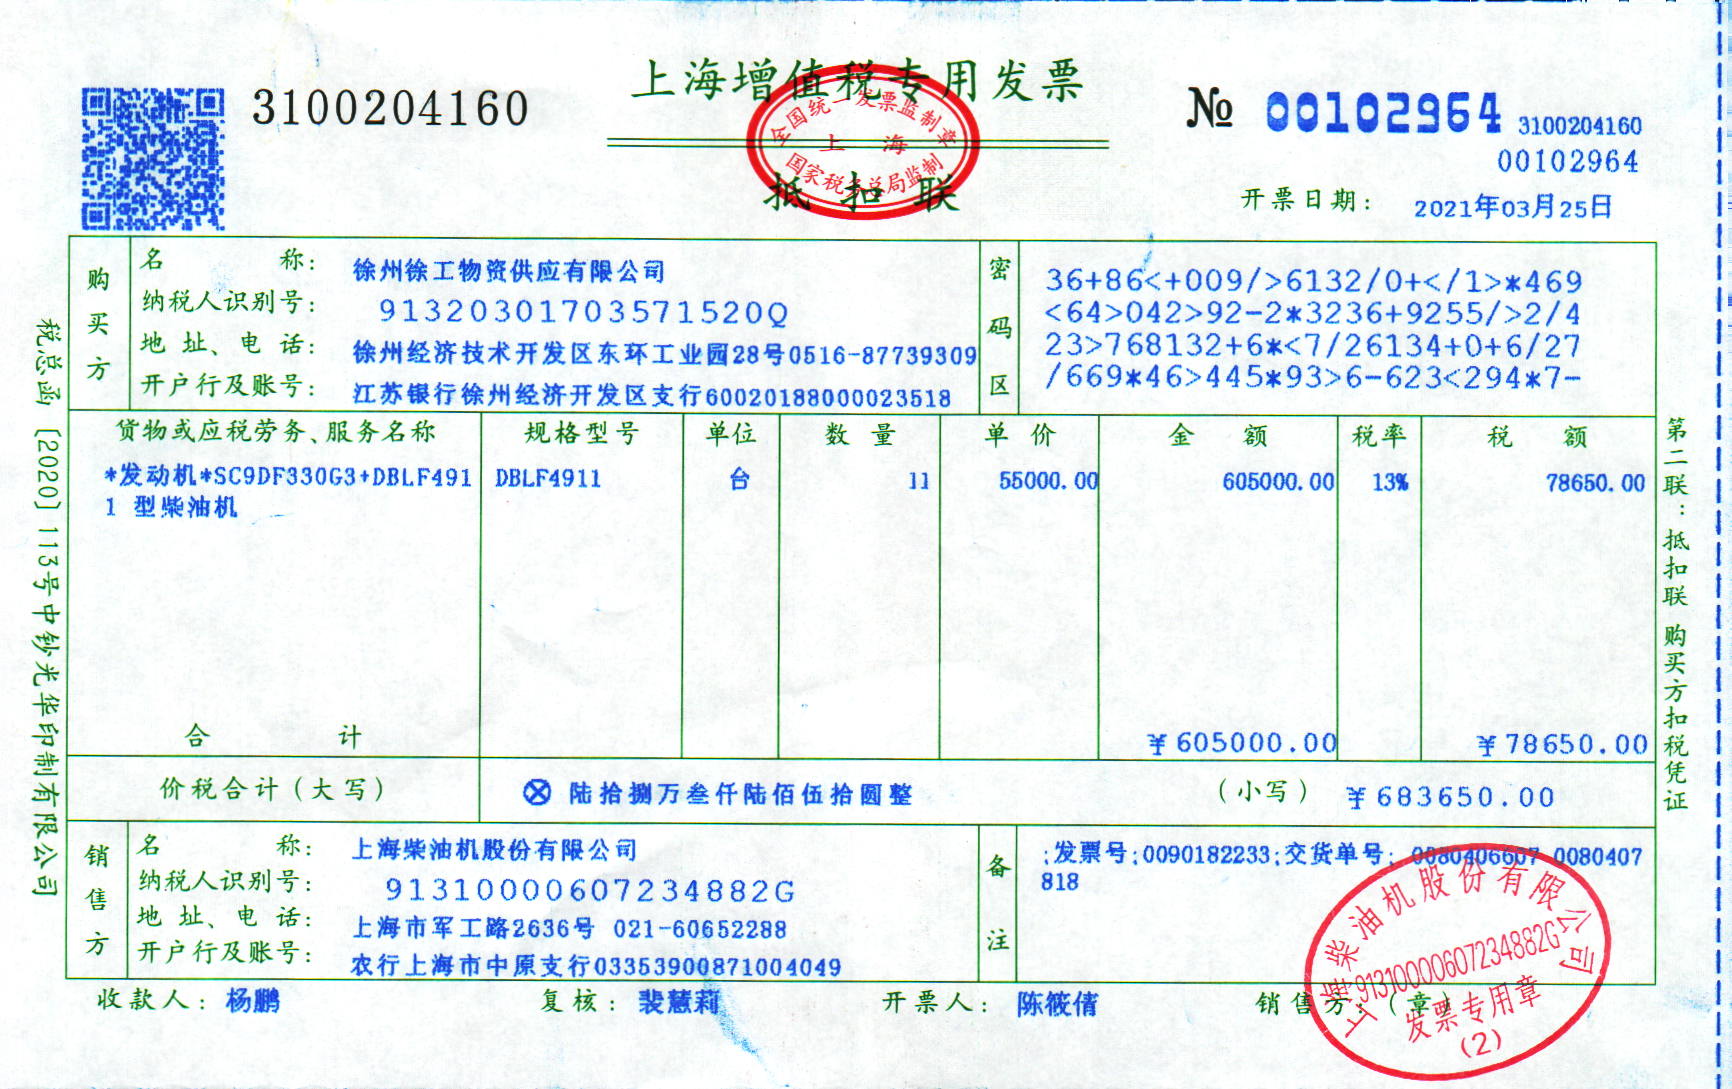 上海增值税专用发票
3100204160
№ 00102964
3100204160
00102964
全国统一发票监制章
上海
国家税务总局监制
抵扣联
开票日期: 2021年03月25日
税总函〔2020〕113号中钞光华印制有限公司
购买方
名称: 徐州徐工物资供应有限公司
纳税人识别号: 91320301703571520Q
地址、电话: 徐州经济技术开发区东环工业园28号0516-87739309
开户行及账号: 江苏银行徐州经济开发区支行60020188000023518
密码区
36+86<+009/>6132/0+</1>*469
<64>042>92-2*3236+9255/>2/4
23>768132+6*<7/26134+0+6/27
/669*46>445*93>6-623<294*7-
货物或应税劳务、服务名称 规格型号 单位 数量 单价 金额 税率 税额
*发动机*SC9DF330G3+DBLF491 DBLF4911 台 11 55000.00 605000.00 13% 78650.00
1 型柴油机
合计 ¥605000.00 ¥78650.00
价税合计(大写) ⊗ 陆拾捌万叁仟陆佰伍拾圆整 (小写) ¥683650.00
销售方
名称: 上海柴油机股份有限公司
纳税人识别号: 91310000607234882G
地址、电话: 上海市军工路2636号 021-60652288
开户行及账号: 农行上海市中原支行03353900871004049
备注
;发票号;0090182233;交货单号; 0080406607 0080407
818
收款人: 杨鹏 复核: 裴慧莉 开票人: 陈筱倩 销售方:(章)
上海柴油机股份有限公司
91310000607234882G
发票专用章
(2)
第二联:抵扣联 购买方扣税凭证